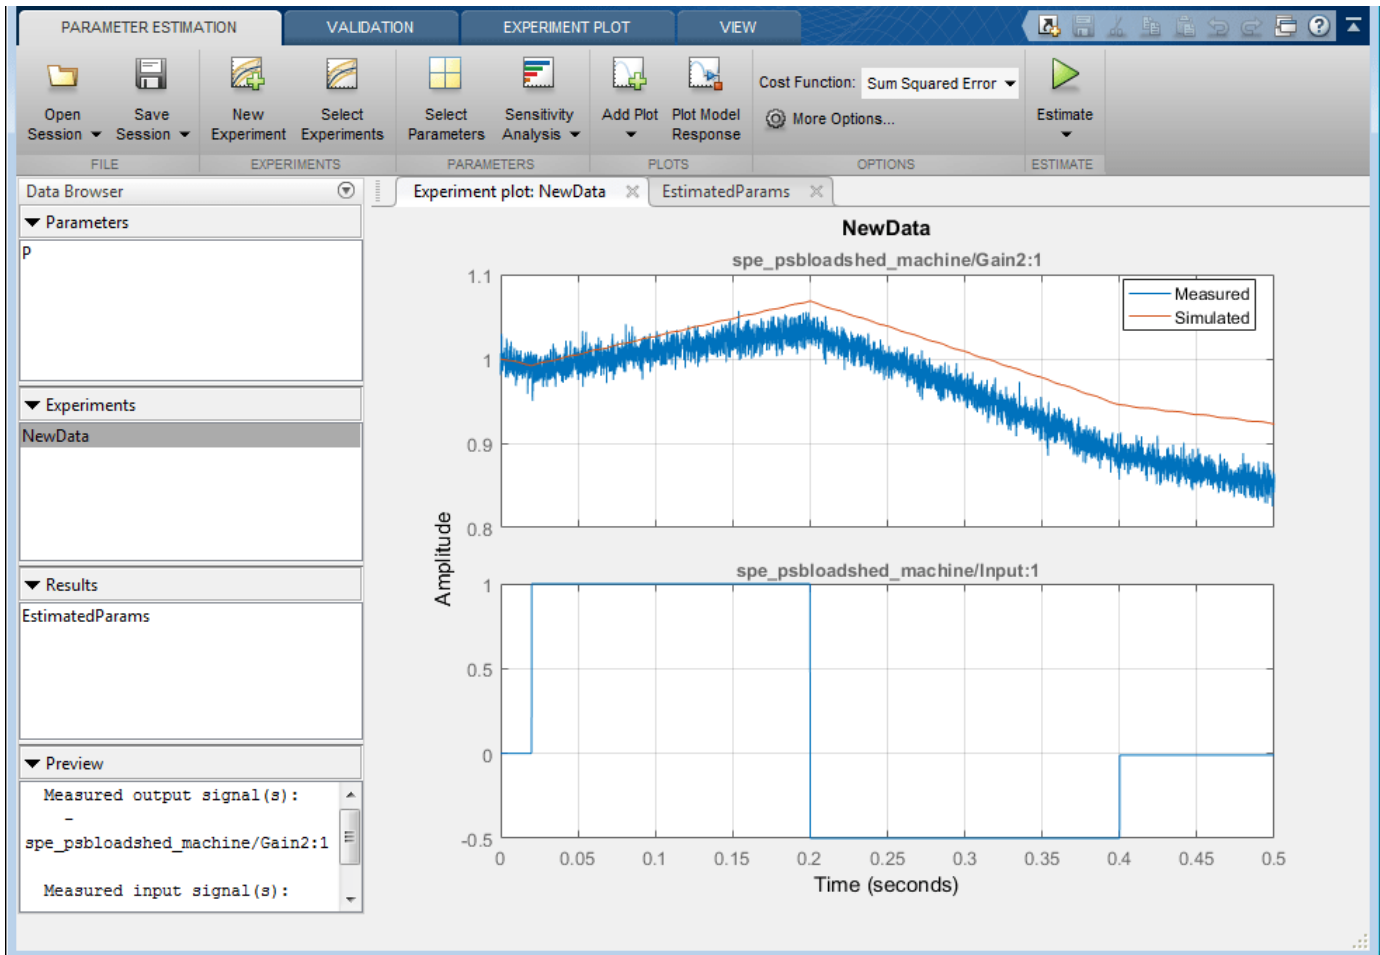 PARAMETER ESTIMATION
VALIDATION
EXPERIMENT PLOT
VIEW
?
Open
Session
Save
Session
New
Experiment
Select
Experiments
Select
Parameters
Sensitivity
Analysis
Add Plot
Plot Model
Response
Cost Function:
Sum Squared Error
More Options...
Estimate
FILE
EXPERIMENTS
PARAMETERS
PLOTS
OPTIONS
ESTIMATE
Data Browser
Parameters
P
Experiments
NewData
Results
EstimatedParams
Preview
Measured output signal(s):
-
spe_psbloadshed_machine/Gain2:1
Measured input signal(s):
Experiment plot: NewData
EstimatedParams
NewData
spe_psbloadshed_machine/Gain2:1
1.1
1
0.9
0.8
Measured
Simulated
Amplitude
spe_psbloadshed_machine/Input:1
1
0.5
0
-0.5
0 0.05 0.1 0.15 0.2 0.25 0.3 0.35 0.4 0.45 0.5
Time (seconds)